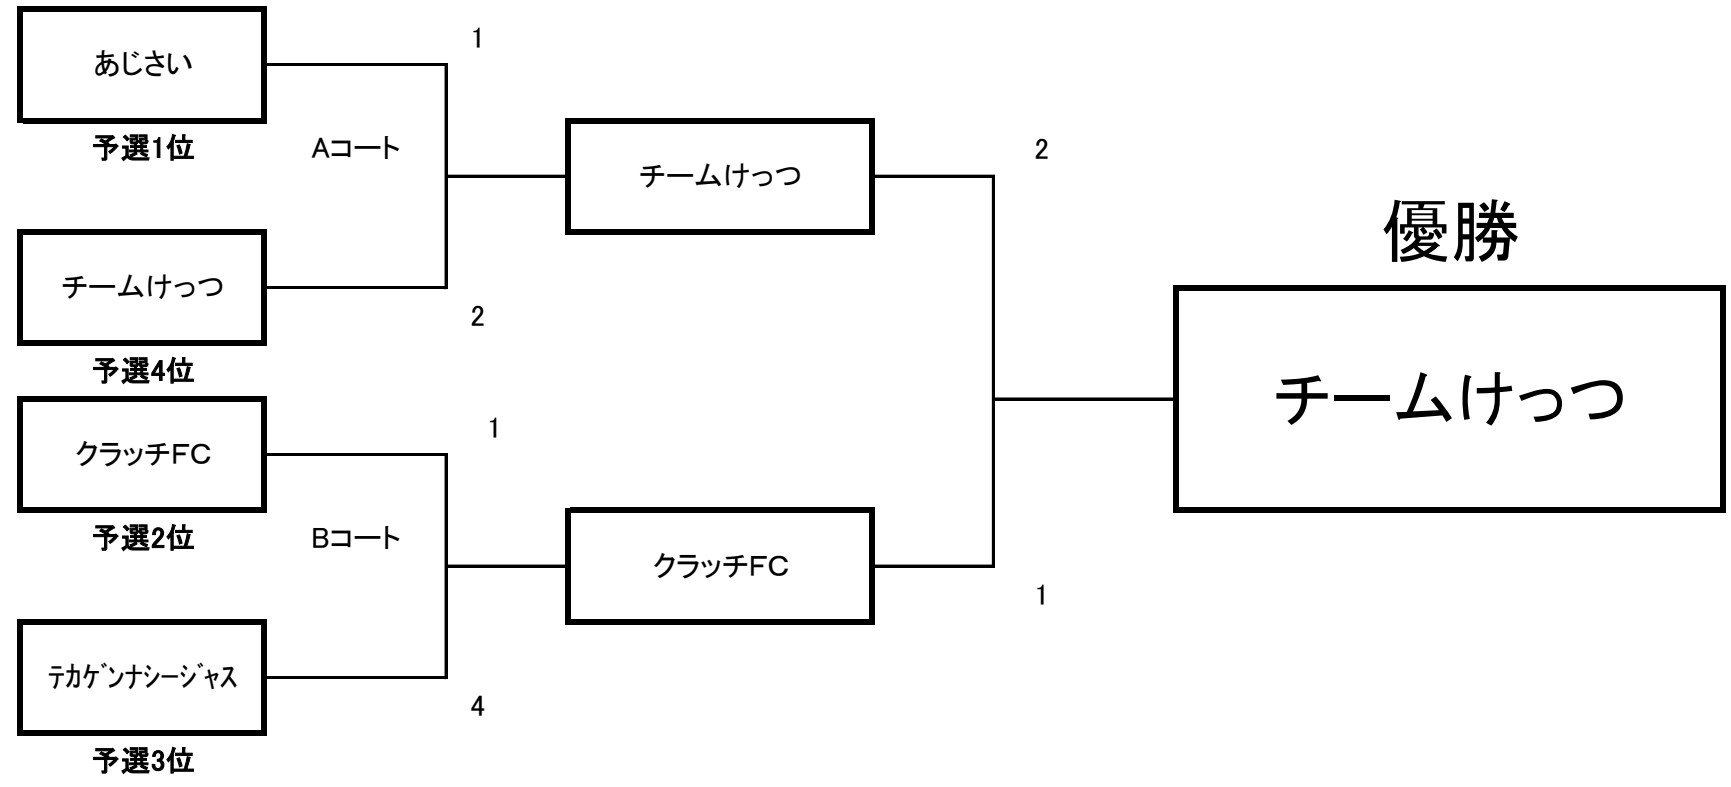 あじさい
予選1位
1
Aコート
チームけっつ
予選4位
2
クラッチFC
予選2位
1
Bコート
ﾃｶｹﾞﾝﾅｼｰｼﾞｬｽ
予選3位
4
チームけっつ
2
クラッチFC
1
優勝
チームけっつ